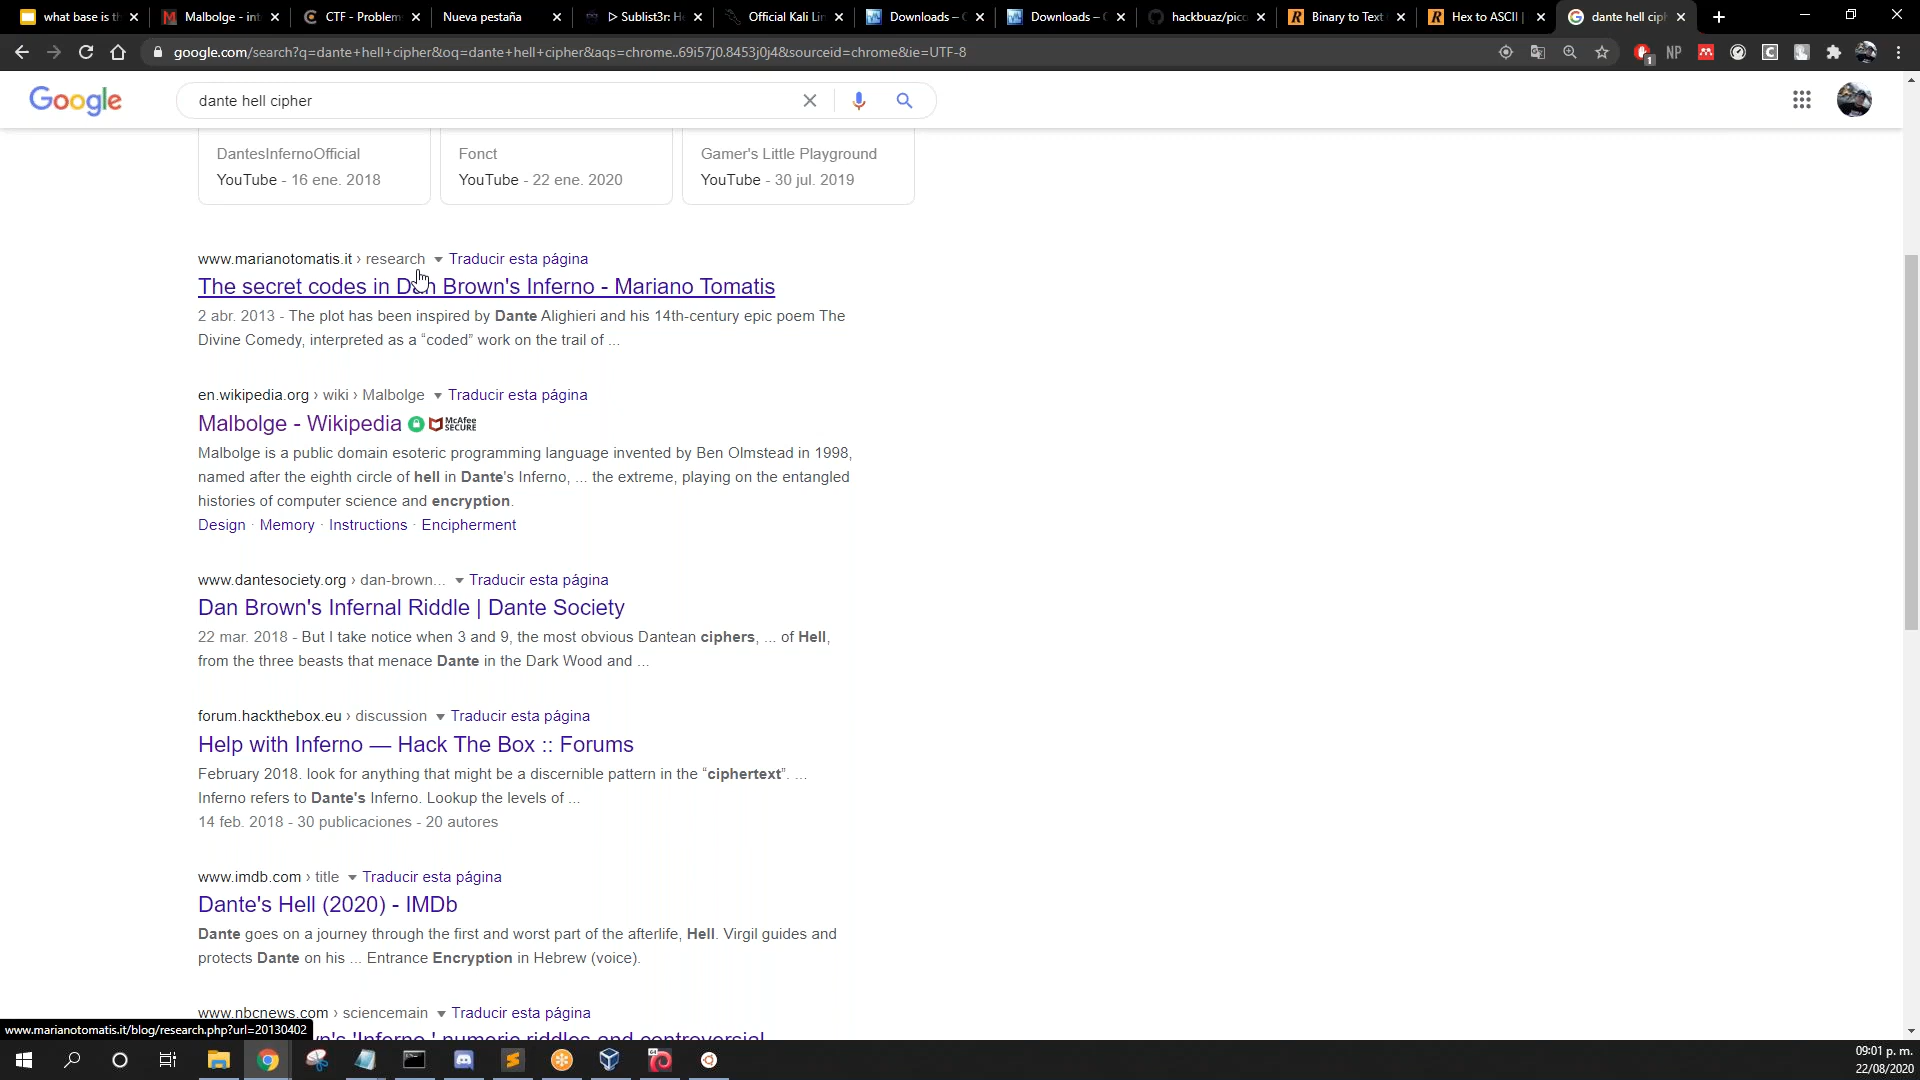 what base is t
Malbolge - int
CTF - Problem
Nueva pestaña
ᐅ Sublist3r: H
Official Kali Li
Downloads –
Downloads –
hackbuaz/pic
Binary to Text
Hex to ASCII |
dante hell cip
google.com/search?q=dante+hell+cipher&oq=dante+hell+cipher&aqs=chrome..69i57j0.8453j0j4&sourceid=chrome&ie=UTF-8
1
NP
Google
dante hell cipher
DantesInfernoOfficial
YouTube - 16 ene. 2018
Fonct
YouTube - 22 ene. 2020
Gamer's Little Playground
YouTube - 30 jul. 2019
www.marianotomatis.it › research Traducir esta página
The secret codes in Dan Brown's Inferno - Mariano Tomatis
2 abr. 2013 - The plot has been inspired by Dante Alighieri and his 14th-century epic poem The
Divine Comedy, interpreted as a “coded” work on the trail of ...
en.wikipedia.org › wiki › Malbolge Traducir esta página
Malbolge - Wikipedia McAfee SECURE
Malbolge is a public domain esoteric programming language invented by Ben Olmstead in 1998,
named after the eighth circle of hell in Dante's Inferno, ... the extreme, playing on the entangled
histories of computer science and encryption.
Design · Memory · Instructions · Encipherment
www.dantesociety.org › dan-brown... Traducir esta página
Dan Brown's Infernal Riddle | Dante Society
22 mar. 2018 - But I take notice when 3 and 9, the most obvious Dantean ciphers, ... of Hell,
from the three beasts that menace Dante in the Dark Wood and ...
forum.hackthebox.eu › discussion Traducir esta página
Help with Inferno — Hack The Box :: Forums
February 2018. look for anything that might be a discernible pattern in the “ciphertext”. ...
Inferno refers to Dante's Inferno. Lookup the levels of ...
14 feb. 2018 - 30 publicaciones - 20 autores
www.imdb.com › title Traducir esta página
Dante's Hell (2020) - IMDb
Dante goes on a journey through the first and worst part of the afterlife, Hell. Virgil guides and
protects Dante on his ... Entrance Encryption in Hebrew (voice).
www.nbcnews.com › sciencemain Traducir esta página
www.marianotomatis.it/blog/research.php?url=20130402
'Inferno,' numeric riddles and controversial
09:01 p. m.
22/08/2020